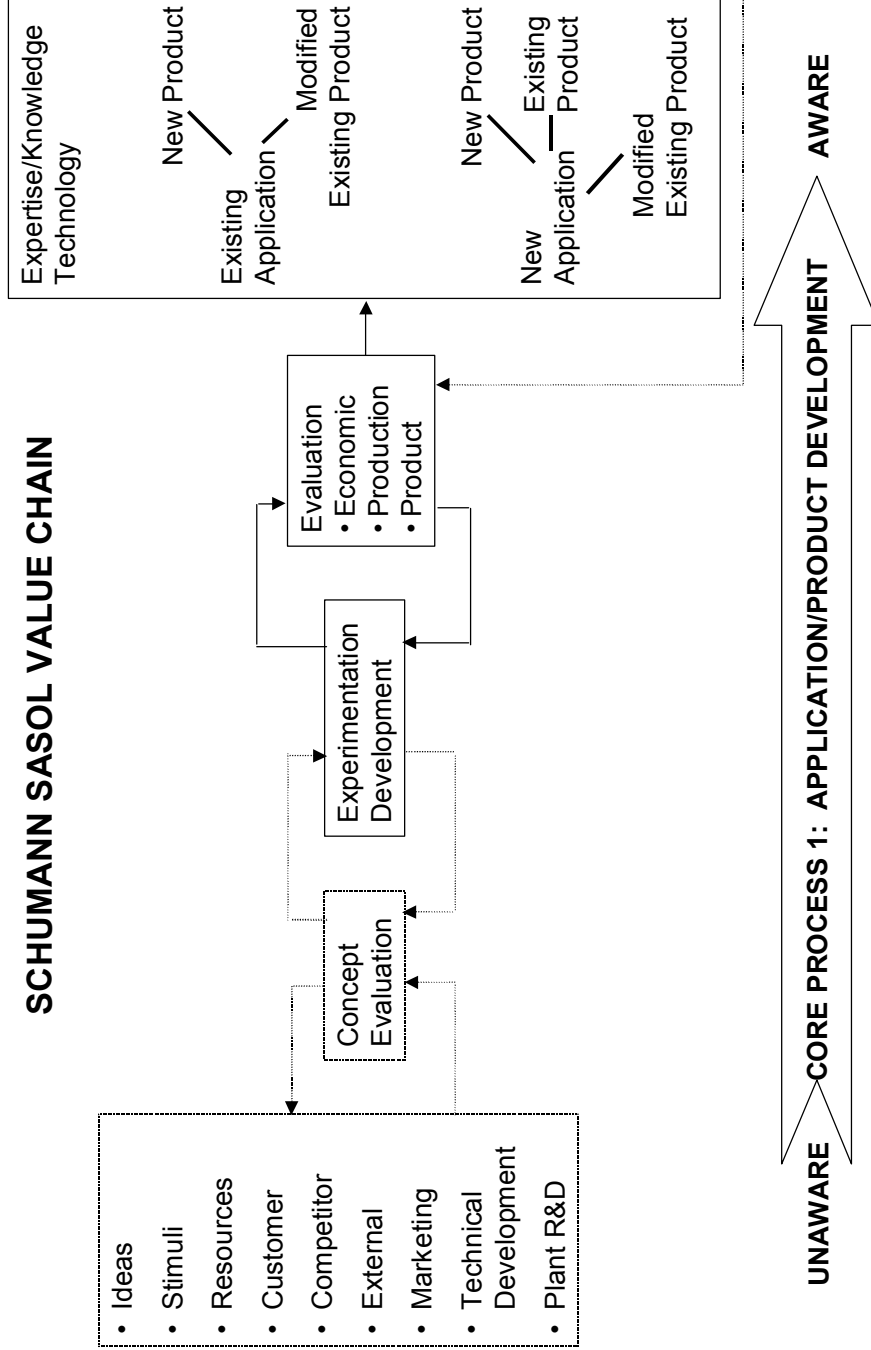 SCHUMANN SASOL VALUE CHAIN
• Ideas
• Stimuli
• Resources
• Customer
• Competitor
• External
• Marketing
• Technical
Development
• Plant R&D
Concept
Evaluation
Experimentation
Development
Evaluation
• Economic
• Production
• Product
Expertise/Knowledge
Technology
New Product
Existing
Application
Modified
Existing Product
New Product
New
Application
Existing
Product
Modified
Existing Product
UNAWARE
CORE PROCESS 1: APPLICATION/PRODUCT DEVELOPMENT
AWARE